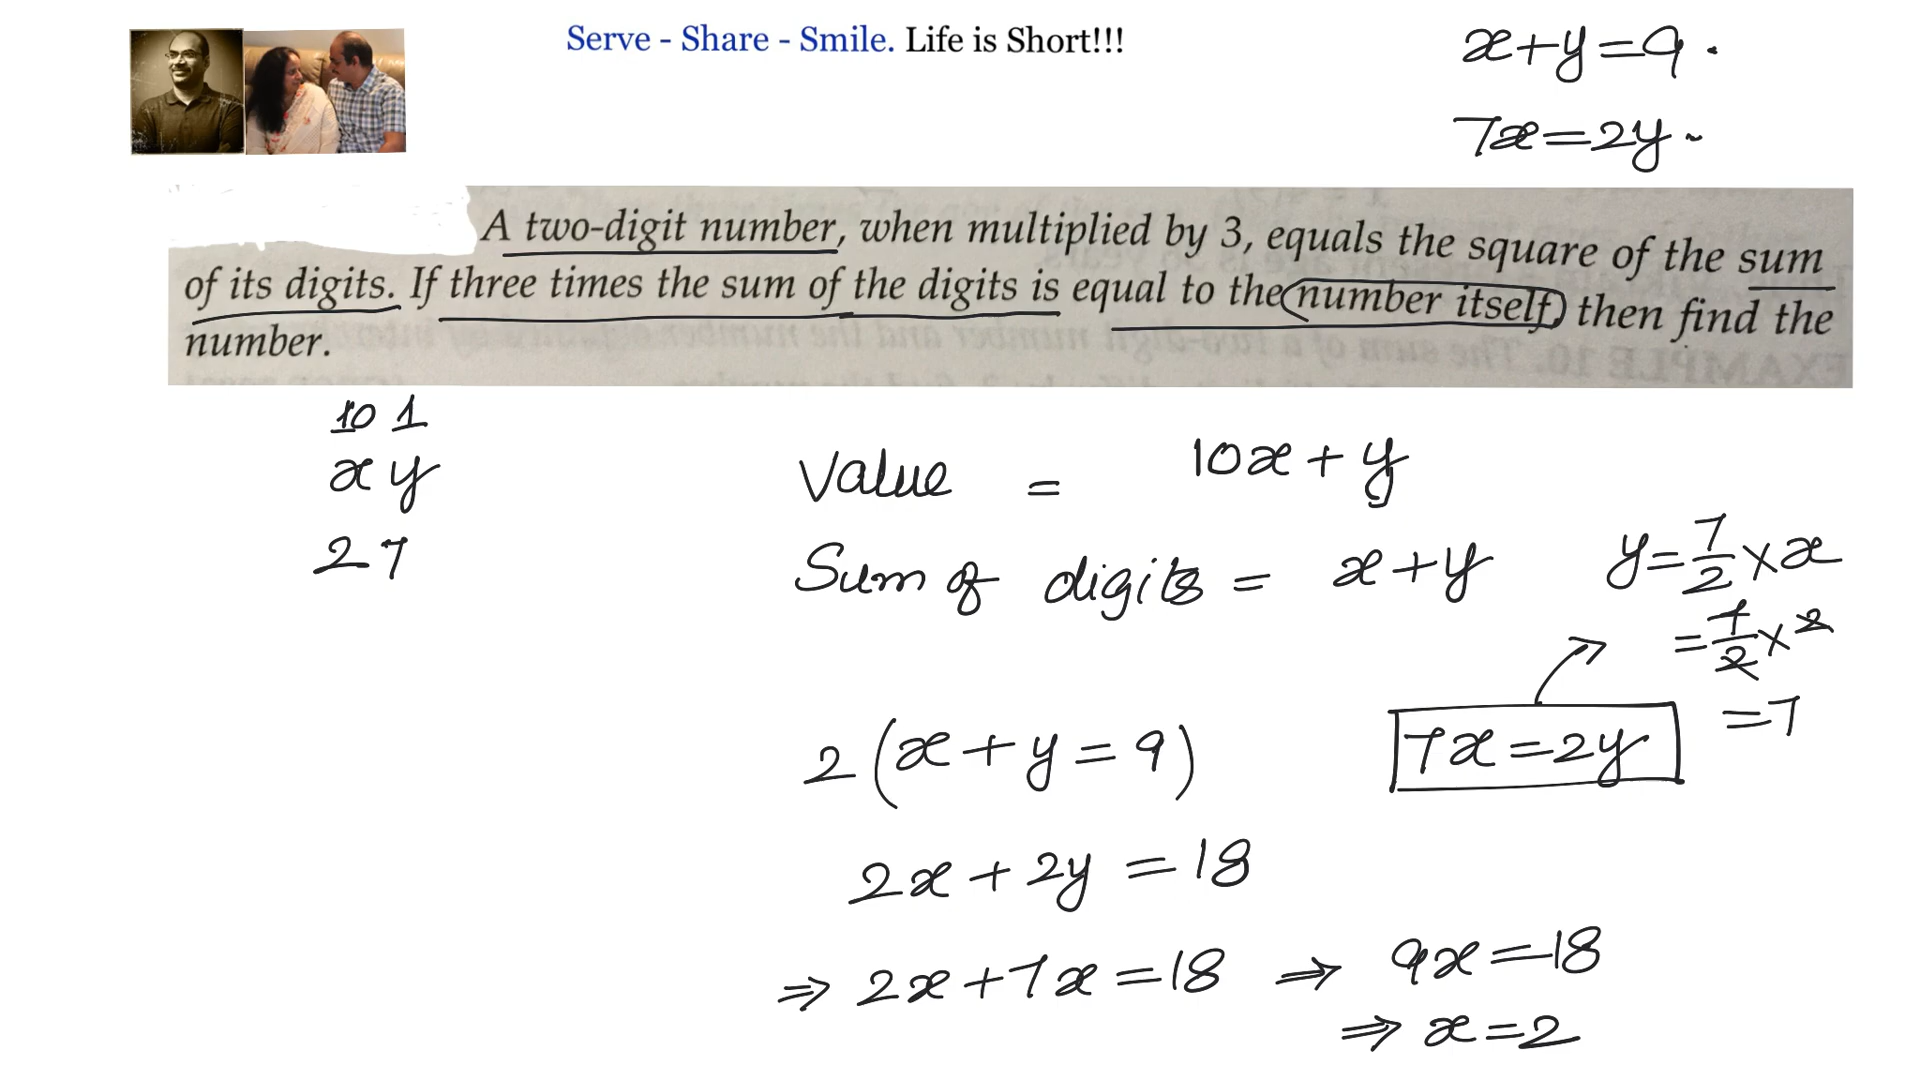 Serve - Share - Smile. Life is Short!!!
x+y=9.
7x=2y
A two-digit number, when multiplied by 3, equals the square of the sum
of its digits. If three times the sum of the digits is equal to the number itself, then find the
number.
10 1
x y
2 7
Value = 10x+y
Sum of digits = x+y
y=7/2×x
=7/2×2
=7
2(x+y=9)
7x=2y
2x+2y=18
⇒ 2x+7x=18 ⇒ 9x=18
⇒ x=2